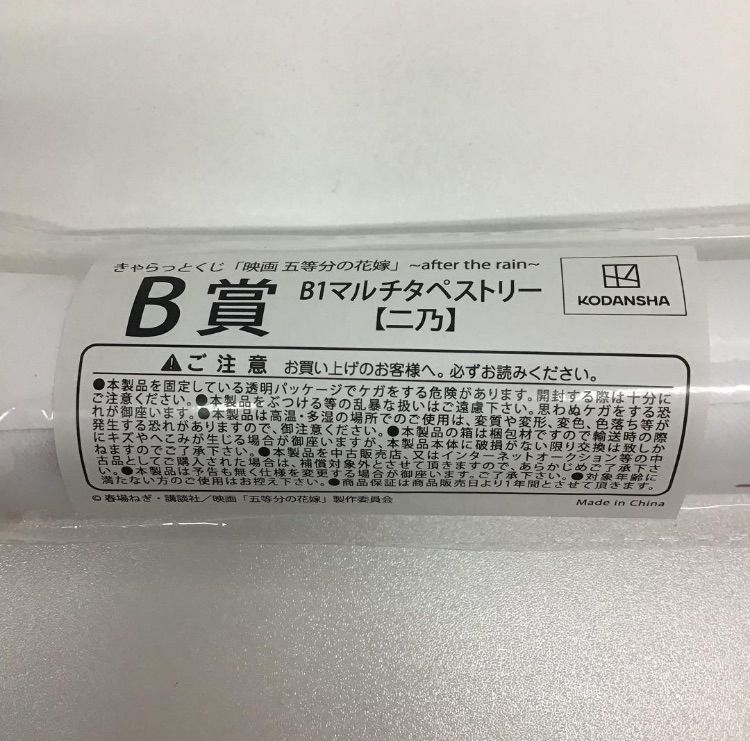 きゃらっとくじ「映画 五等分の花嫁」~after the rain~
B賞
B1マルチタペストリー
【二乃】
KODANSHA
ご注意 お買い上げのお客様へ。必ずお読みください。
●本製品を固定している透明パッケージでケガをする危険があります。開封する際は十分に
ご注意ください。●本製品をぶつける等の乱暴な扱いはご遠慮下さい。思わぬケガをする恐
れが御座います。●本製品は高温・多湿の場所でのご使用は、変質や変形、変色、色落ち等が
発生する恐れがありますので、御注意ください。●本製品の箱は梱包材ですので輸送時の際
にキズやへこみが生じる場合が御座いますが、本製品本体に破損がない限り交換は致しか
ねますのでご了承下さい。●本製品を中古販売店、又はインターネットオークション等の中
古品としてご購入された場合は、補償対象外とさせて頂きますので、あらかじめご了承下さ
い。●本製品は予告も無く仕様を変更する場合が御座います。ご了承下さい。●対象年齢に
満たない方のご使用はお控え下さい。●商品保証は商品販売日より1年間とさせて頂きます。
© 春場ねぎ・講談社／映画「五等分の花嫁」製作委員会
Made in China